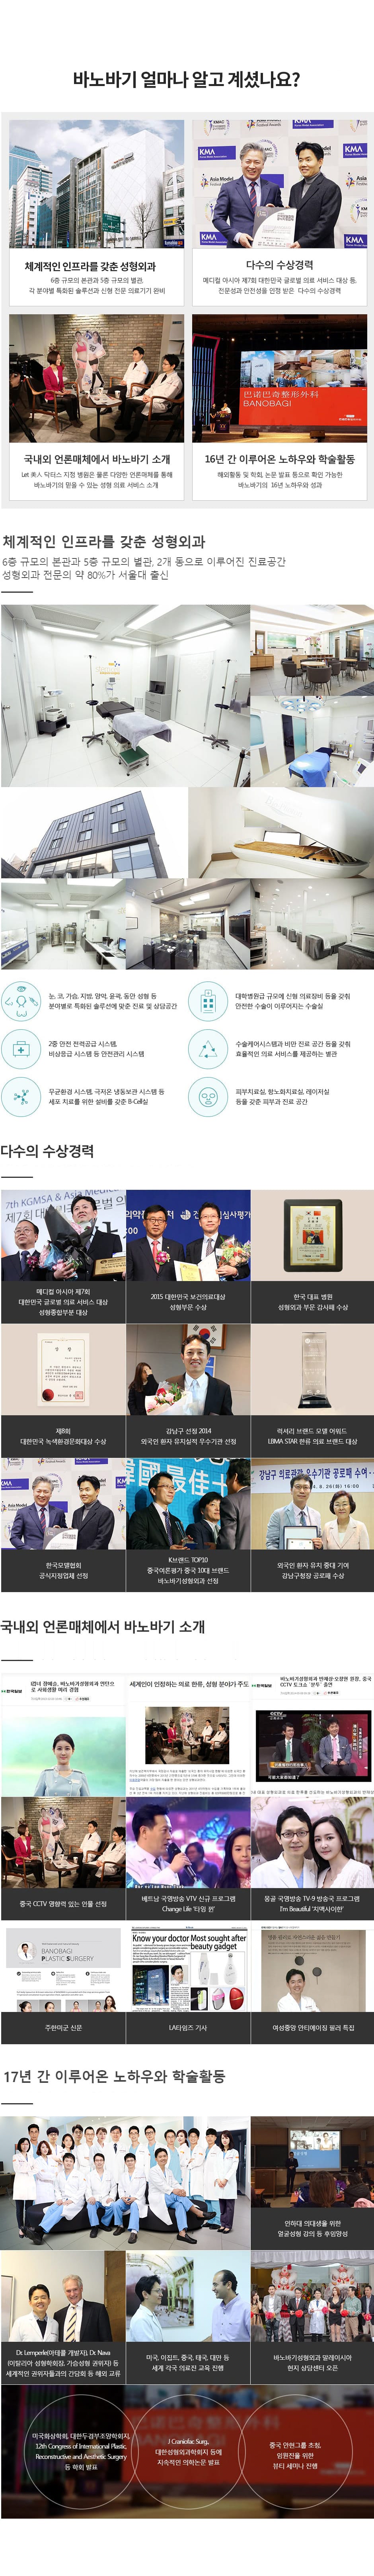 바노바기 얼마나 알고 계셨나요?
체계적인 인프라를 갖춘 성형외과
6층 규모의 본관과 5층 규모의 별관,
각 분야별 특화된 솔루션과 신형 전문 의료기기 완비
KMA
Asia Model
Festival Awards
다수의 수상경력
메디컬 아시아 제7회 대한민국 글로벌 의료 서비스 대상 등,
전문성과 안전성을 인정 받은 다수의 수상경력
국내외 언론매체에서 바노바기 소개
Let 美人 닥터스 지정 병원은 물론 다양한 언론매체를 통해
바노바기의 믿을 수 있는 성형 의료 서비스 소개
巴诺巴奇整形外科
BANOBAGI
16년 간 이루어온 노하우와 학술활동
해외활동 및 학회, 논문 발표 등으로 확인 가능한
바노바기의 16년 노하우와 성과
체계적인 인프라를 갖춘 성형외과
6층 규모의 본관과 5층 규모의 별관, 2개 동으로 이루어진 진료공간
성형외과 전문의 약 80%가 서울대 출신
눈, 코, 가슴, 지방, 양악, 윤곽, 동안 성형 등
분야별로 특화된 솔루션에 맞춘 진료 및 상담공간
대학병원급 규모에 신형 의료장비 등을 갖춰
안전한 수술이 이루어지는 수술실
2중 안전 전력공급 시스템,
비상응급 시스템 등 안전관리 시스템
수술케어시스템과 비만 진료 공간 등을 갖춰
효율적인 의료 서비스를 제공하는 별관
무균환경 시스템, 극저온 냉동보관 시스템 등
세포 치료를 위한 설비를 갖춘 B-Cell실
피부치료실, 항노화치료실, 레이저실
등을 갖춘 피부과 진료 공간
다수의 수상경력
메디컬 아시아 제7회
대한민국 글로벌 의료 서비스 대상
성형종합부문 대상
2015 대한민국 보건의료대상
성형부문 수상
한국 대표 병원
성형외과 부문 감사패 수상
제8회
대한민국 녹색환경문화대상 수상
강남구 선정 2014
외국인 환자 유치실적 우수기관 선정
럭셔리 브랜드 모델 어워드
LBMA STAR 한류 의료 브랜드 대상
한국모델협회
공식지정업체 선정
K브랜드 TOP10
중국여론평가 중국 10대 브랜드
바노바기성형외과 선정
외국인 환자 유치 증대 기여
강남구청장 공로패 수상
국내외 언론매체에서 바노바기 소개
세계인이 인정하는 의료 한류, 성형 분야가 주도
중국 CCTV 영향력 있는 인물 선정
베트남 국영방송 VTV 신규 프로그램
Change Life '타임 원'
몽골 국영방송 TV-9 방송국 프로그램
I'm Beautiful '치맥사이한'
BANOBAGI
PLASTIC SURGERY
주한미군 신문
Know your doctor Most sought after
beauty gadget
LA타임즈 기사
여성중앙 안티에이징 필러 특집
17년 간 이루어온 노하우와 학술활동
인하대 의대생을 위한
얼굴성형 강의 등 후임양성
Dr. Lemperle(아테콜 개발자), Dr. Nava
(이탈리아 성형학회장, 가슴성형 권위자) 등
세계적인 권위자들과의 간담회 등 해외 교류
미국, 이집트, 중국, 태국, 대만 등
세계 각국 의료진 교육 진행
바노바기성형외과 말레이시아
현지 상담센터 오픈
미국화상학회, 대한두경부조양학회지,
12th Congress of International Plastic
Reconstructive and Aesthetic Surgery
등 학회 발표
J Craniofac Surg.,
대한성형외과학회지 등에
지속적인 의학논문 발표
중국 안현그룹 초청,
임원진을 위한
뷰티 세미나 진행